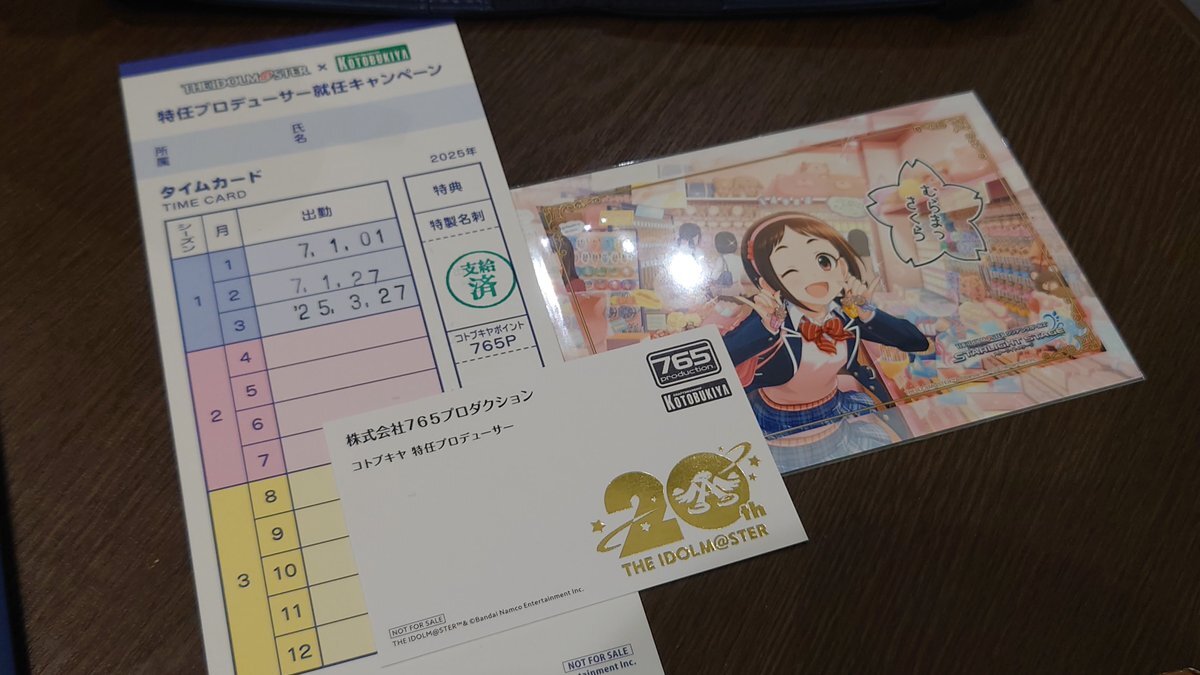 THE IDOLM@STER × KOTOBUKIYA
特任プロデューサー就任キャンペーン
所属
氏名
タイムカード
TIME CARD
2025年
シーズン
月
出勤
1
1
7, 1, 01
2
7, 1, 27
3
'25, 3, 27
2
4
5
6
7
3
8
9
10
11
12
特典
特製名刺
支給
済
コトブキヤポイント
765P
765
production
KOTOBUKIYA
株式会社765プロダクション
コトブキヤ 特任プロデューサー
20th
THE IDOLM@STER
NOT FOR SALE
THE IDOLM@STER™& ©Bandai Namco Entertainment Inc.
NOT FOR SALE
tainment Inc.
むらまつ
さくら
STARLIGHT STAGE